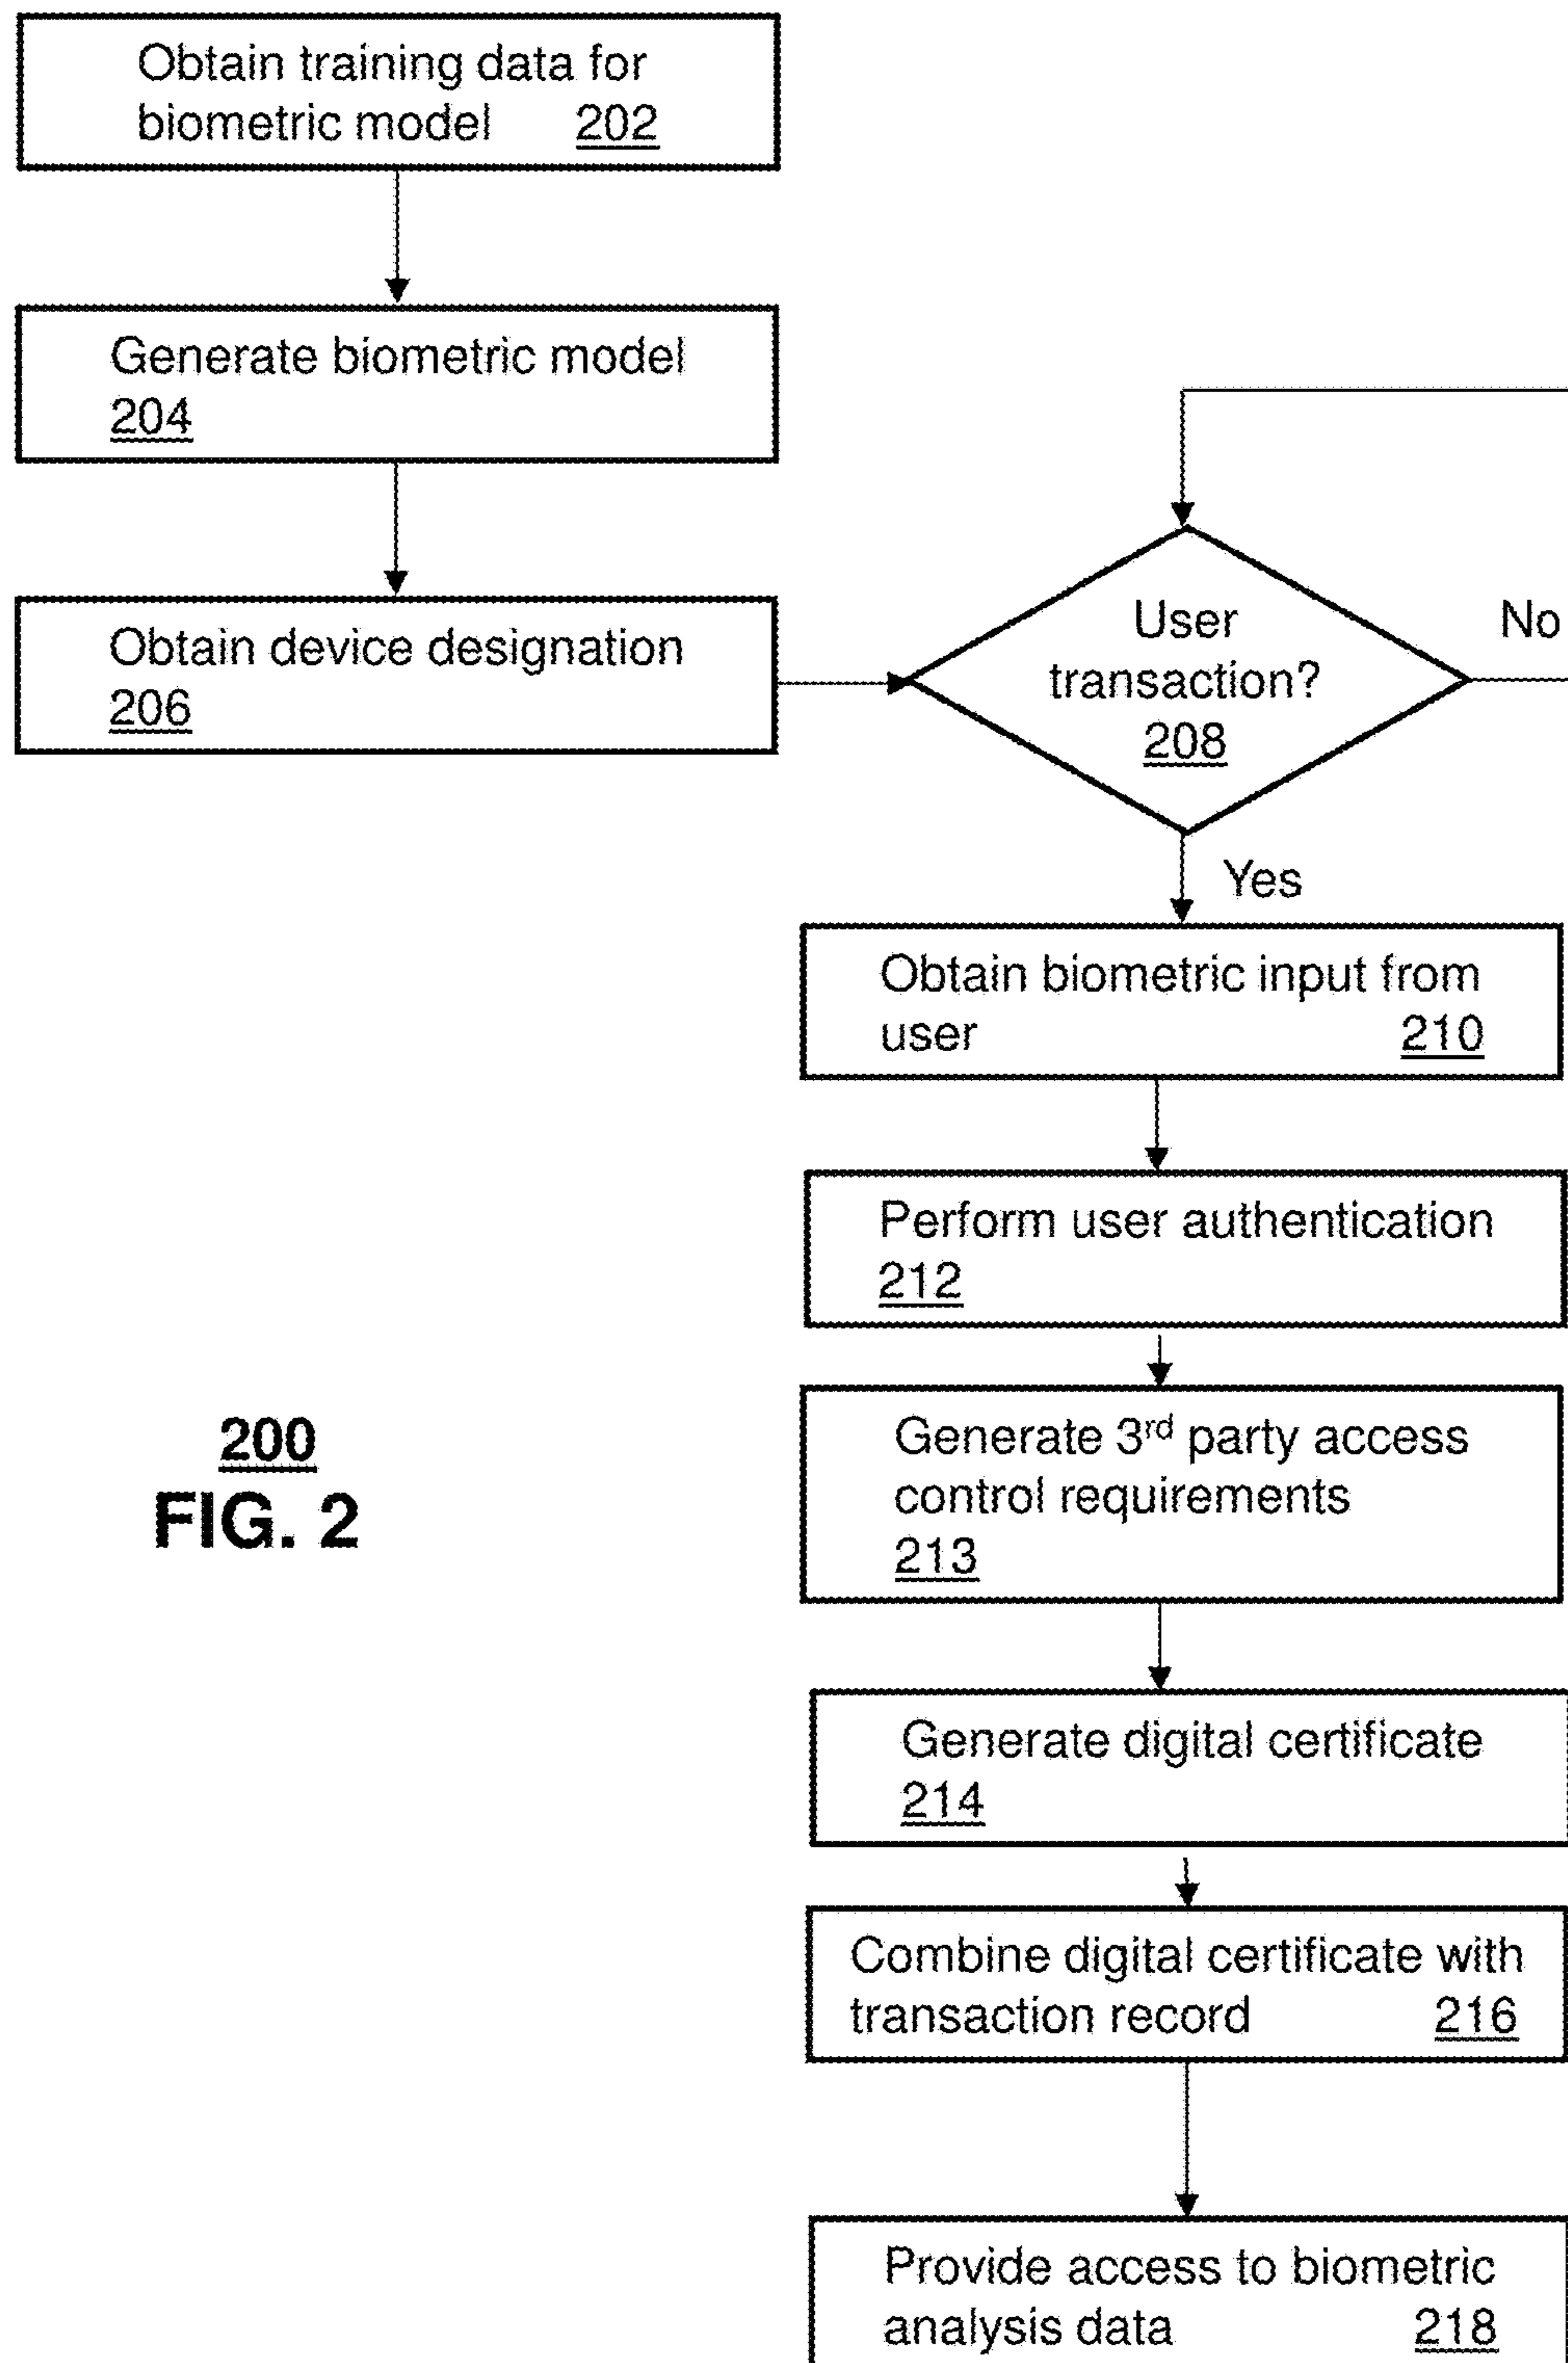 Obtain training data for
biometric model 202
Generate biometric model
204
Obtain device designation
206
User
transaction?
208
No
Yes
Obtain biometric input from
user 210
Perform user authentication
212
Generate 3rd party access
control requirements
213
Generate digital certificate
214
Combine digital certificate with
transaction record 216
Provide access to biometric
analysis data 218
200
FIG. 2